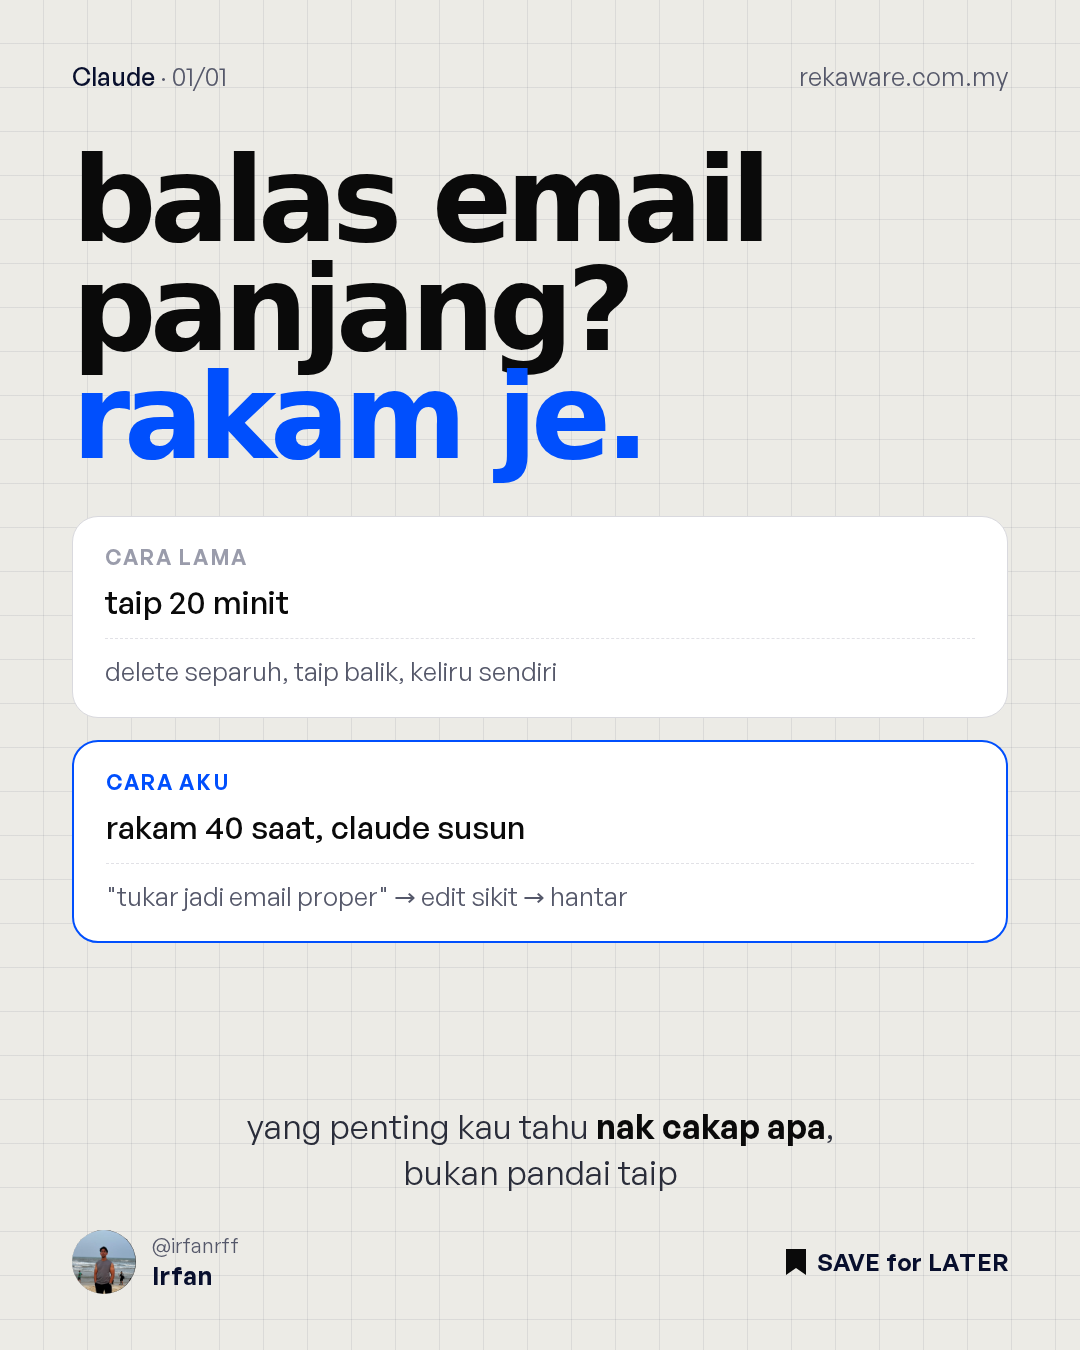 Claude · 01/01
rekaware.com.my
balas email
panjang?
rakam je.
CARA LAMA
taip 20 minit
delete separuh, taip balik, keliru sendiri
CARA AKU
rakam 40 saat, claude susun
"tukar jadi email proper" → edit sikit → hantar
yang penting kau tahu nak cakap apa,
bukan pandai taip
@irfanrff
Irfan
SAVE for LATER